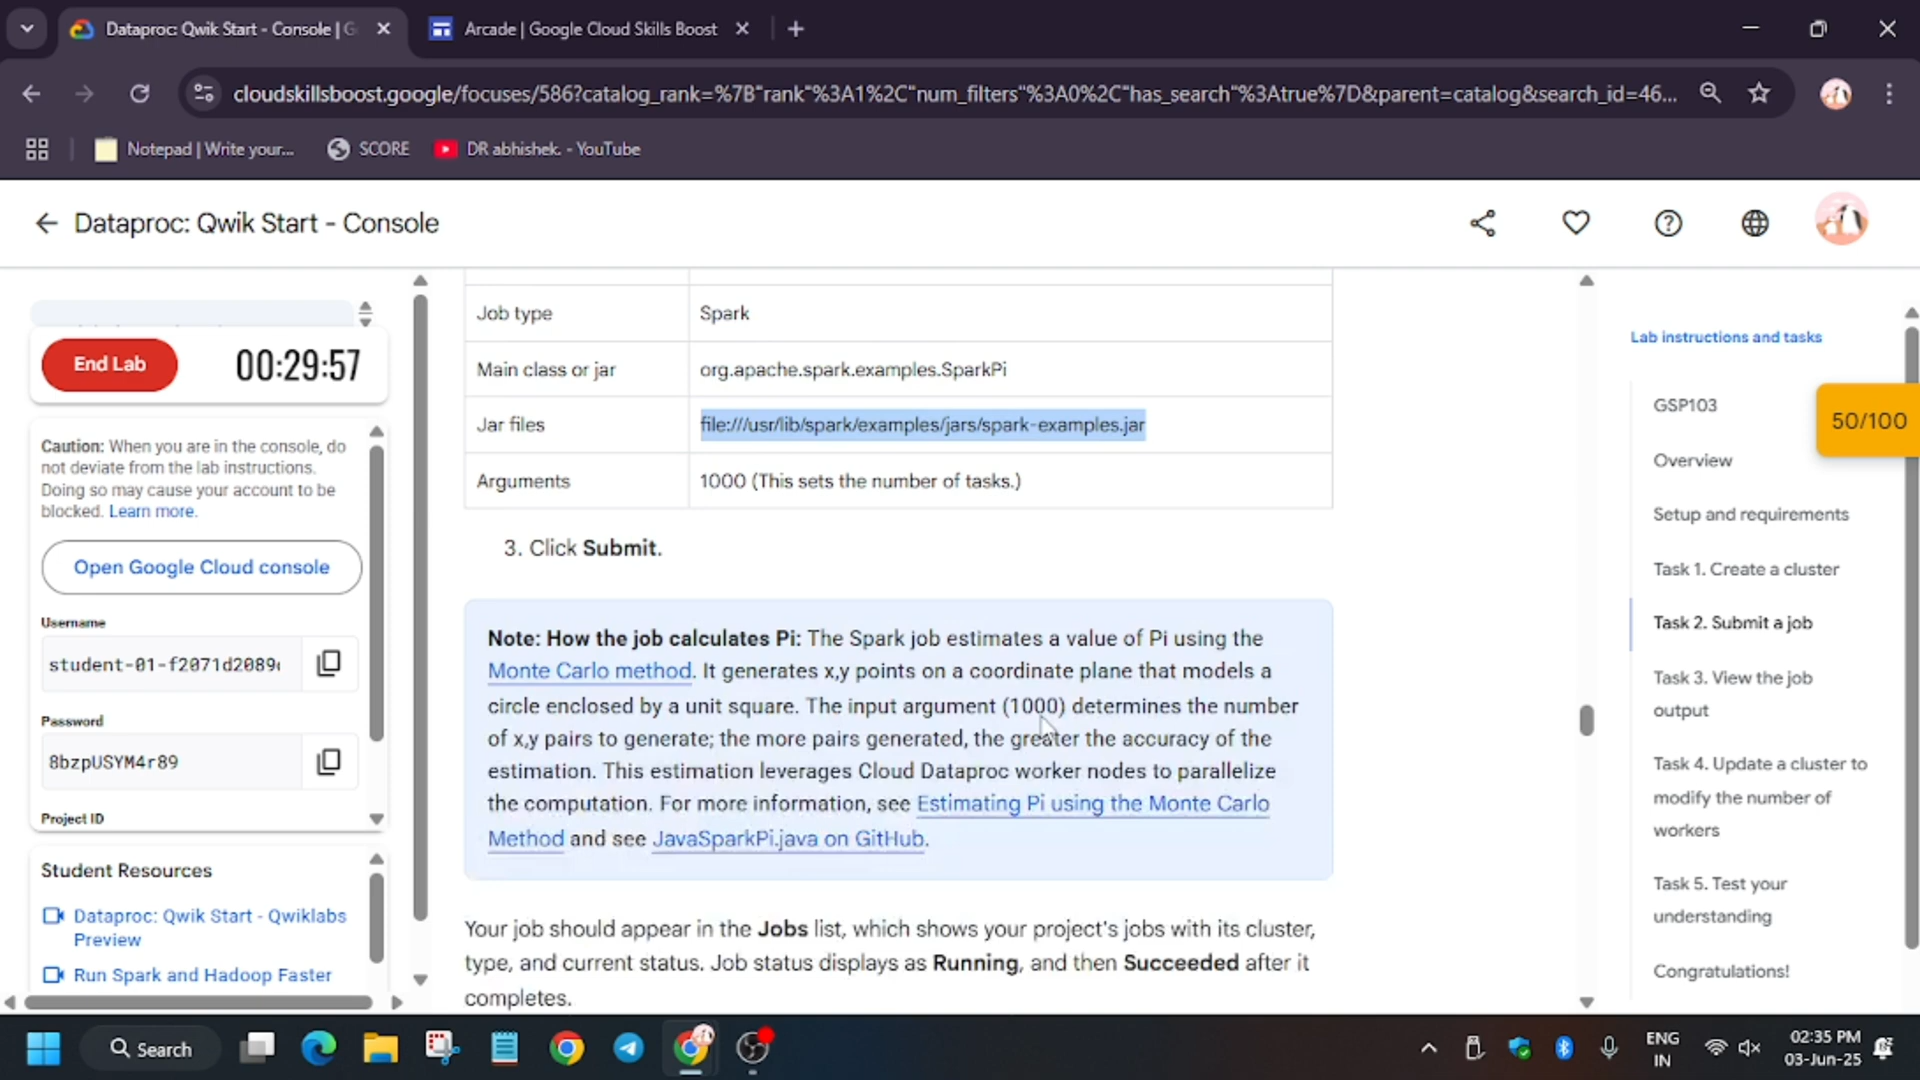 Dataproc: Qwik Start - Console | G
Arcade | Google Cloud Skills Boost
cloudskillsboost.google/focuses/586?catalog_rank=%7B"rank"%3A1%2C"num_filters"%3A0%2C"has_search"%3Atrue%7D&parent=catalog&search_id=46...
Notepad | Write your...
SCORE
DR abhishek. - YouTube
Dataproc: Qwik Start - Console
End Lab
00:29:57
Caution: When you are in the console, do
not deviate from the lab instructions.
Doing so may cause your account to be
blocked. Learn more.
Open Google Cloud console
Username
student-01-f2071d2089
Password
8bzpUSYM4r89
Project ID
Student Resources
Dataproc: Qwik Start - Qwiklabs
Preview
Run Spark and Hadoop Faster
Job type Spark
Main class or jar org.apache.spark.examples.SparkPi
Jar files file:///usr/lib/spark/examples/jars/spark-examples.jar
Arguments 1000 (This sets the number of tasks.)
3. Click Submit.
Note: How the job calculates Pi: The Spark job estimates a value of Pi using the
Monte Carlo method. It generates x,y points on a coordinate plane that models a
circle enclosed by a unit square. The input argument (1000) determines the number
of x,y pairs to generate; the more pairs generated, the greater the accuracy of the
estimation. This estimation leverages Cloud Dataproc worker nodes to parallelize
the computation. For more information, see Estimating Pi using the Monte Carlo
Method and see JavaSparkPi.java on GitHub.
Your job should appear in the Jobs list, which shows your project's jobs with its cluster,
type, and current status. Job status displays as Running, and then Succeeded after it
completes.
Lab instructions and tasks
GSP103
50/100
Overview
Setup and requirements
Task 1. Create a cluster
Task 2. Submit a job
Task 3. View the job
output
Task 4. Update a cluster to
modify the number of
workers
Task 5. Test your
understanding
Congratulations!
Search
ENG
IN
02:35 PM
03-Jun-25